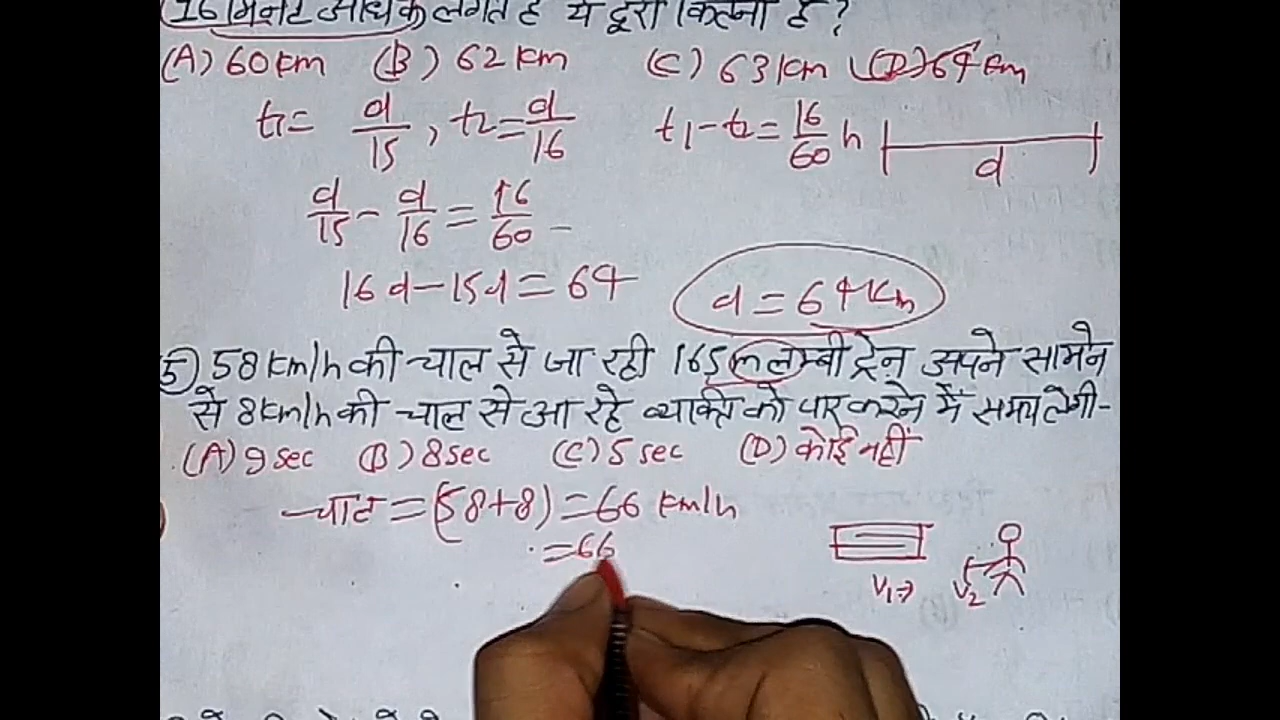 16 मिनट अधिक लगते है ये दूरी कितनी है?
(A) 60 Km (B) 62 Km (C) 63 Km (D) 64 Km
t1 = d/15, t2 = d/16 t1 - t2 = 16/60 h
d
d/15 - d/16 = 16/60
16d - 15d = 64 d = 64 Km
5) 58 km/h की चाल से जा रही 165 m लम्बी ट्रेन अपने सामने
से 8 km/h की चाल से आ रहे व्यक्ति को पार करने में समय लेगी-
(A) 9 sec (B) 8 sec (C) 5 sec (D) कोई नहीं
चाल = (58+8) = 66 km/h
= 66
V1→ V2